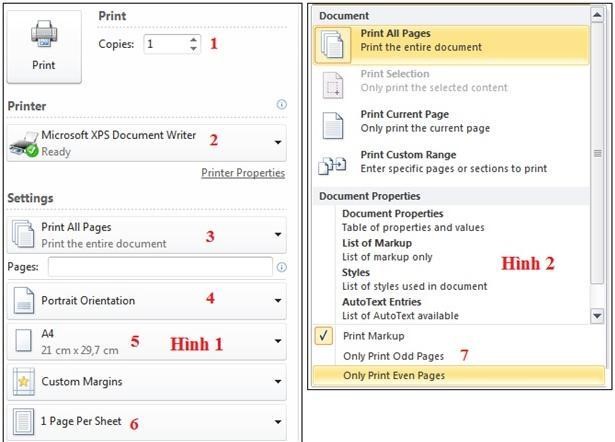 Print
Copies: 1 1
Print
Printer
Microsoft XPS Document Writer
Ready
2
Printer Properties
Settings
Print All Pages
Print the entire document
3
Pages:
Portrait Orientation 4
A4
21 cm x 29,7 cm
5 Hình 1
Custom Margins
1 Page Per Sheet 6
Document
Print All Pages
Print the entire document
Print Selection
Only print the selected content
Print Current Page
Only print the current page
Print Custom Range
Enter specific pages or sections to print
Document Properties
Document Properties
Table of properties and values
List of Markup
List of markup only
Hình 2
Styles
List of styles used in document
AutoText Entries
List of AutoText available
Print Markup
Only Print Odd Pages 7
Only Print Even Pages